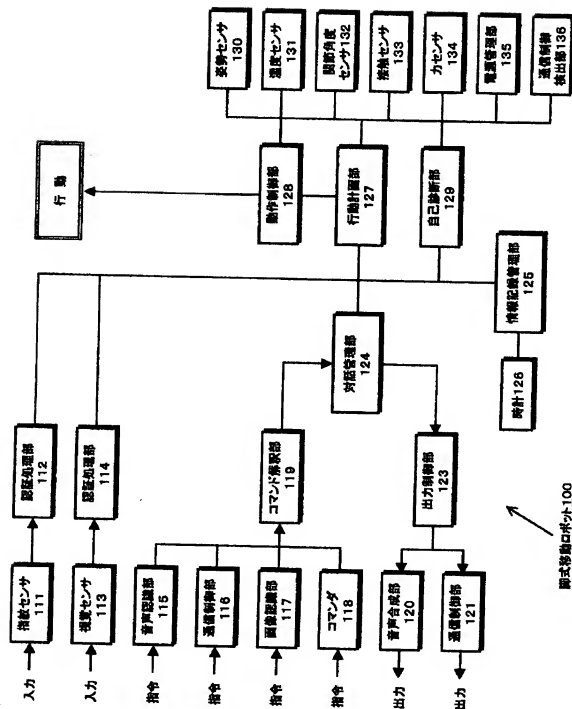 入力
入力
指令
指令
指令
指令
出力
出力
指紋センサ
111
視覚センサ
113
音声認識部
115
通信制御部
116
画像認識部
117
コマンダ
118
音声合成部
120
通信制御部
121
認証処理部
112
認証処理部
114
コマンド解釈部
119
出力制御部
123
対話管理部
124
時計126
情報記録管理部
125
行動
動作制御部
128
行動計画部
127
自己診断部
129
姿勢センサ
130
温度センサ
131
関節角度
センサ132
接触センサ
133
力センサ
134
電源管理部
135
通信制御
検出部136
脚式移動ロボット100